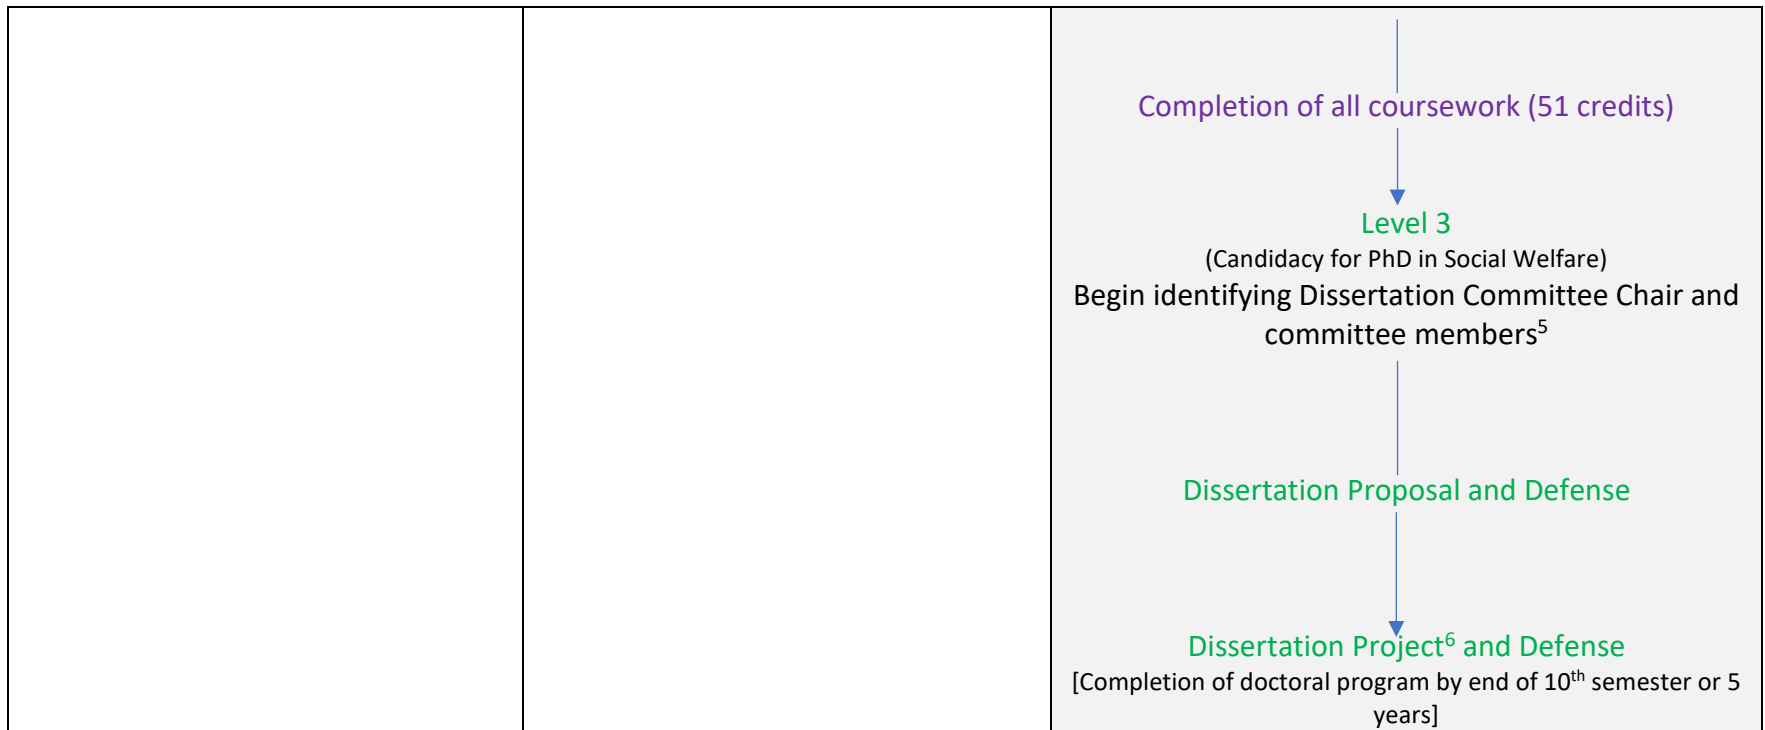 Completion of all coursework (51 credits)
Level 3
(Candidacy for PhD in Social Welfare)
Begin identifying Dissertation Committee Chair and
committee members⁵
Dissertation Proposal and Defense
Dissertation Project⁶ and Defense
[Completion of doctoral program by end of 10ᵗʰ semester or 5
years]